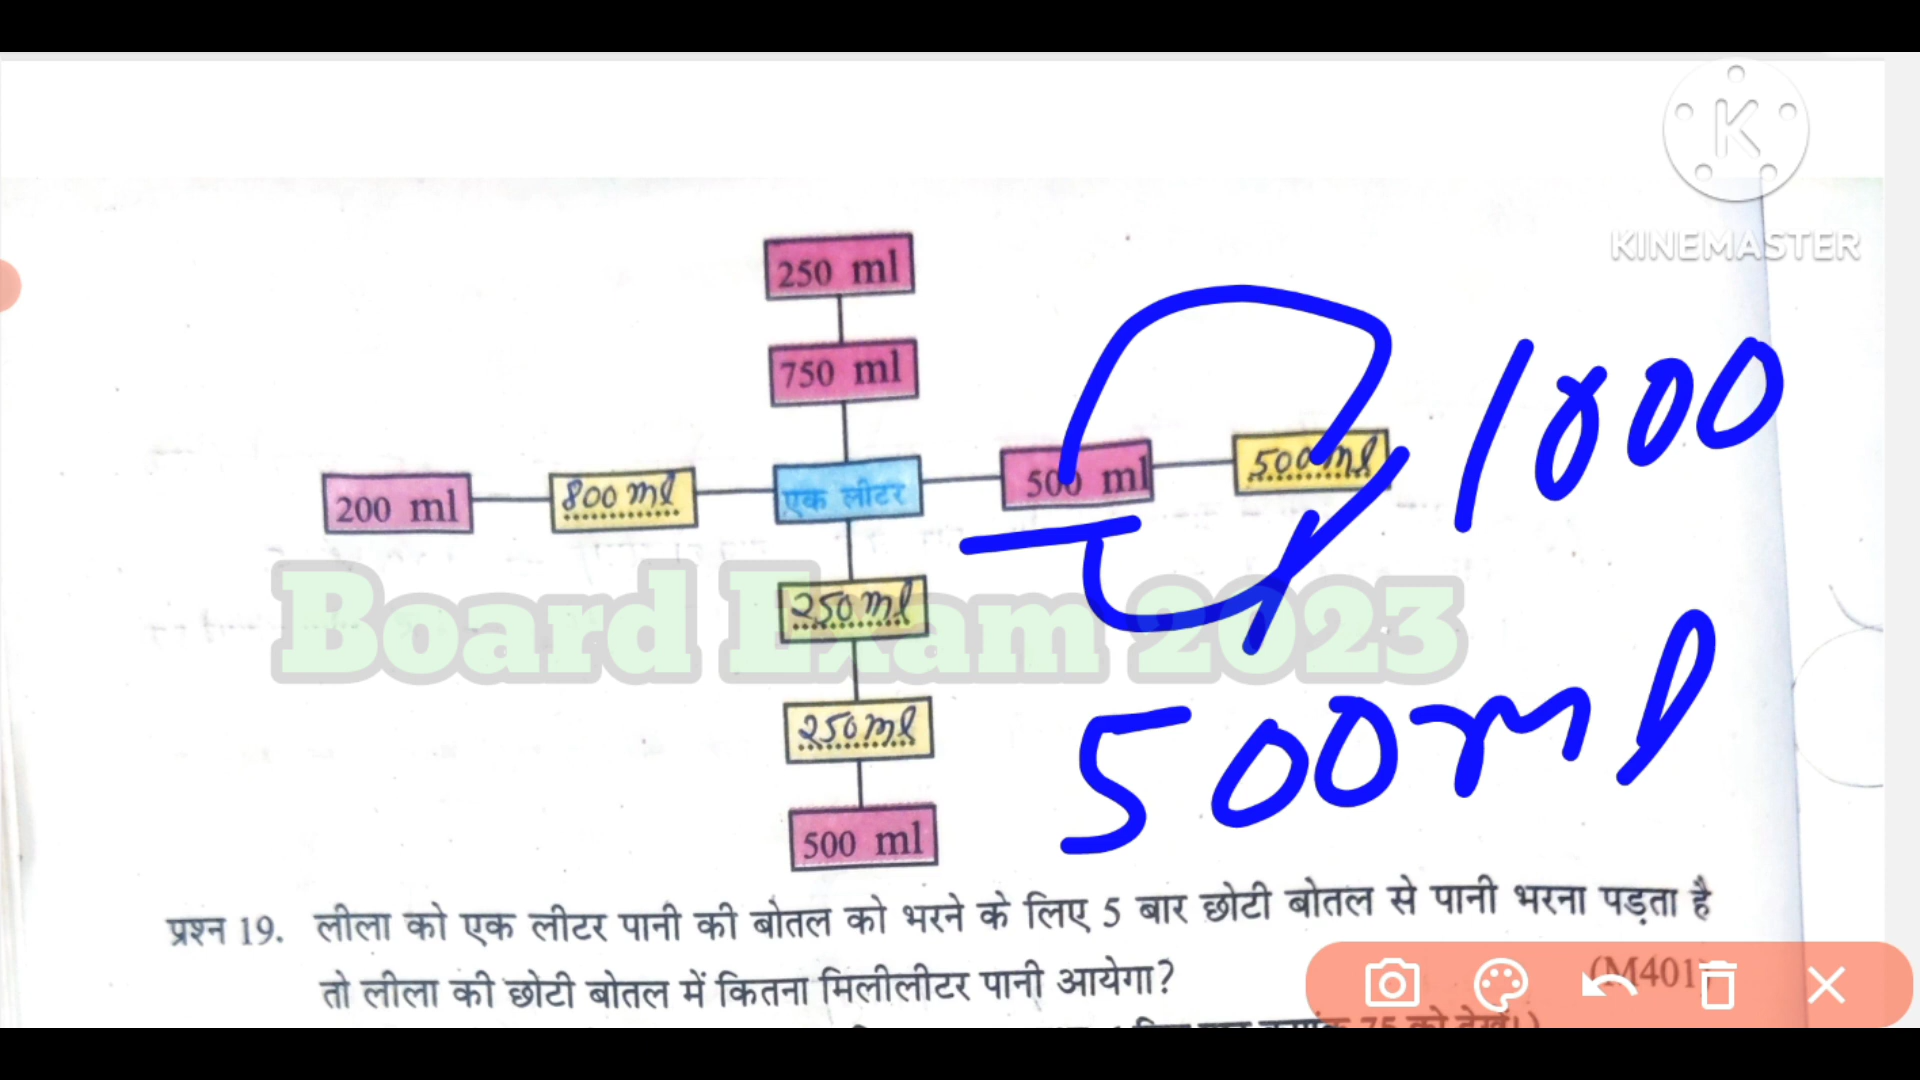 KINEMASTER
250 ml
750 ml
200 ml 800 ml एक लीटर 500 ml 500 ml
1000
250 ml
Board Exam 2023
250 ml
500 ml
500 ml
प्रश्न 19. लीला को एक लीटर पानी की बोतल को भरने के लिए 5 बार छोटी बोतल से पानी भरना पड़ता है
तो लीला की छोटी बोतल में कितना मिलीलीटर पानी आयेगा? (M401)
75 को देखें।)